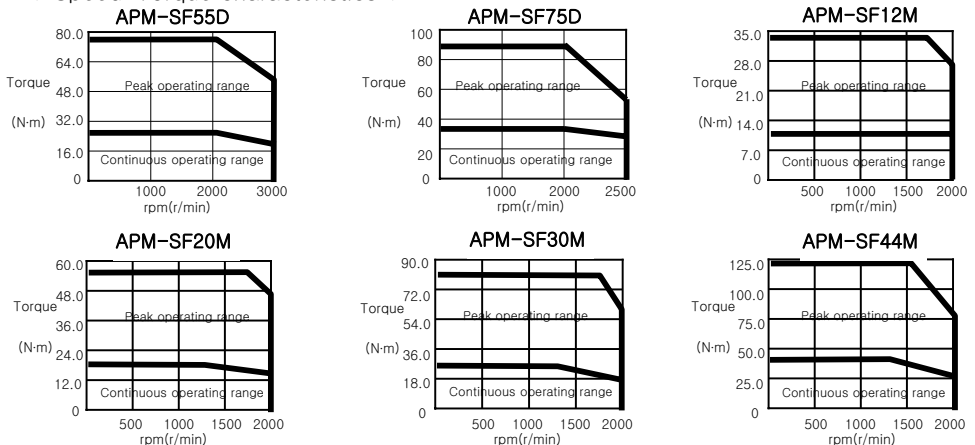 APM-SF55D
80.0
64.0
Torque
48.0
Peak operating range
(N·m)
32.0
16.0
Continuous operating range
0
1000 2000 3000
rpm(r/min)
APM-SF75D
100
80
Torque
60
Peak operating range
(N·m)
40
20
Continuous operating range
0
1000 2000 2500
rpm(r/min)
APM-SF12M
35.0
28.0
Torque
21.0
Peak operating range
(N·m)
14.0
7.0
Continuous operating range
0
500 1000 1500 2000
rpm(r/min)
APM-SF20M
60.0
48.0
Torque
36.0
Peak operating range
(N·m)
24.0
12.0
Continuous operating range
0
500 1000 1500 2000
rpm(r/min)
APM-SF30M
90.0
72.0
Torque
54.0
Peak operating range
(N·m)
36.0
18.0
Continuous operating range
0
500 1000 1500 2000
rpm(r/min)
APM-SF44M
125.0
100.0
Torque
75.0
Peak operating range
(N·m)
50.0
25.0
Continuous operating range
0
500 1000 1500 2000
rpm(r/min)